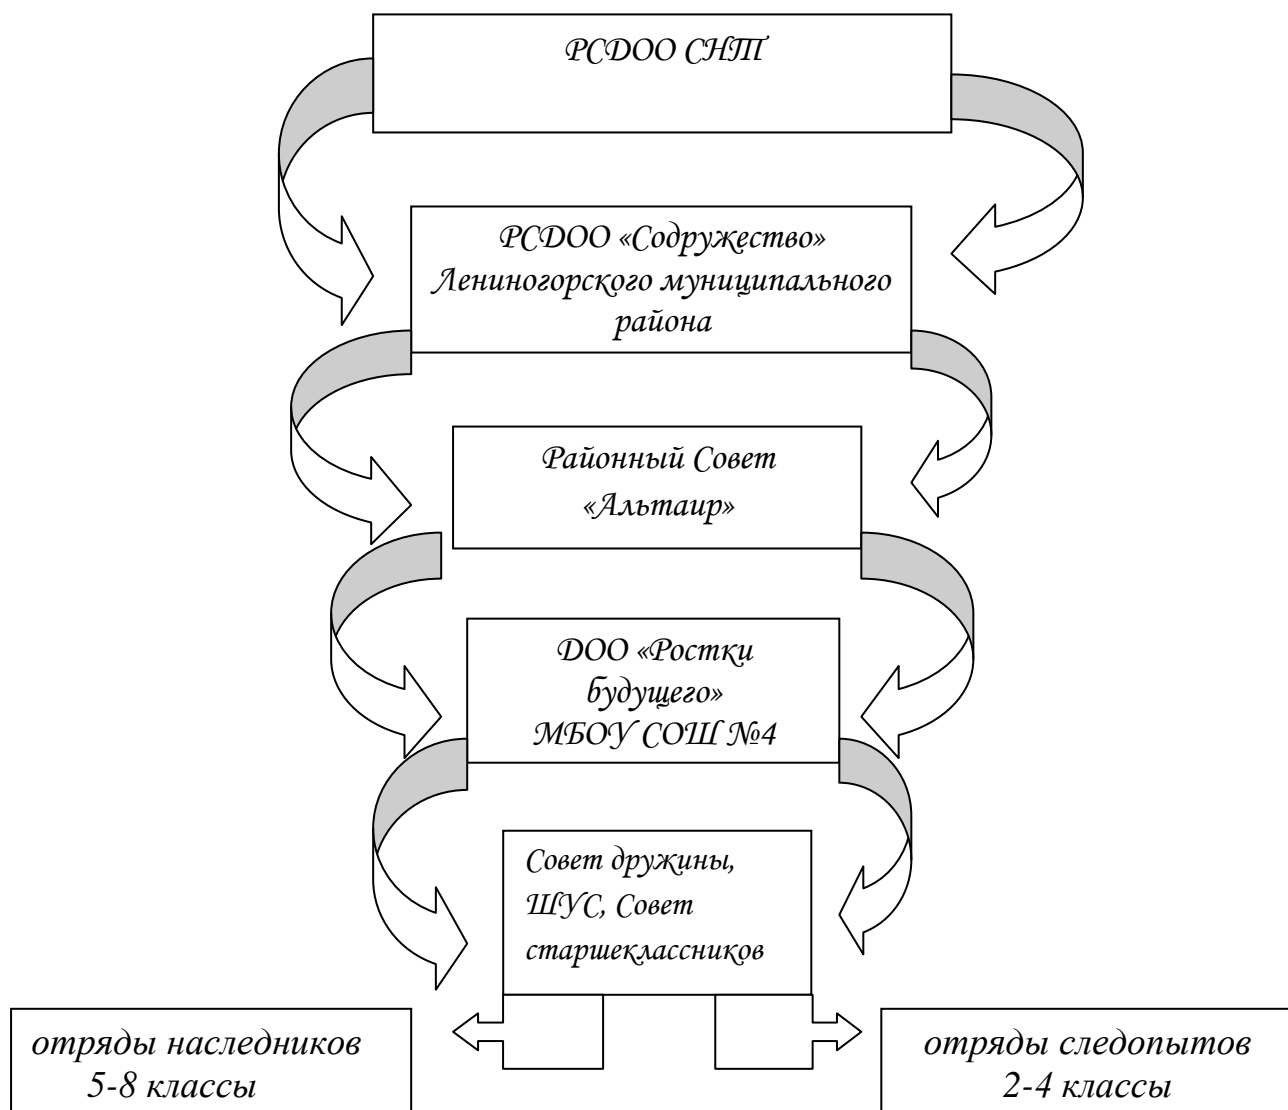 РСДОО СНТ
РСДОО «Содружество»
Лениногорского муниципального
района
Районный Совет
«Альтаир»
ДОО «Ростки
будущего»
МБОУ СОШ №4
Совет дружины,
ШУС, Совет
старшеклассников
отряды наследников
5-8 классы
отряды следопытов
2-4 классы